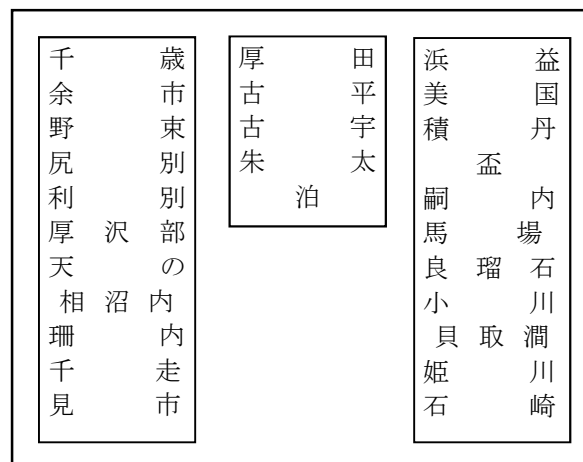 千歳
余市
野束
尻別
利別
厚沢部
天の
相沼内
珊内
千走
見市
厚田
古平
古宇
朱太
泊
浜益
美国
積丹
盃
嗣内
馬場
良瑠石
小川
貝取澗
姫川
石崎